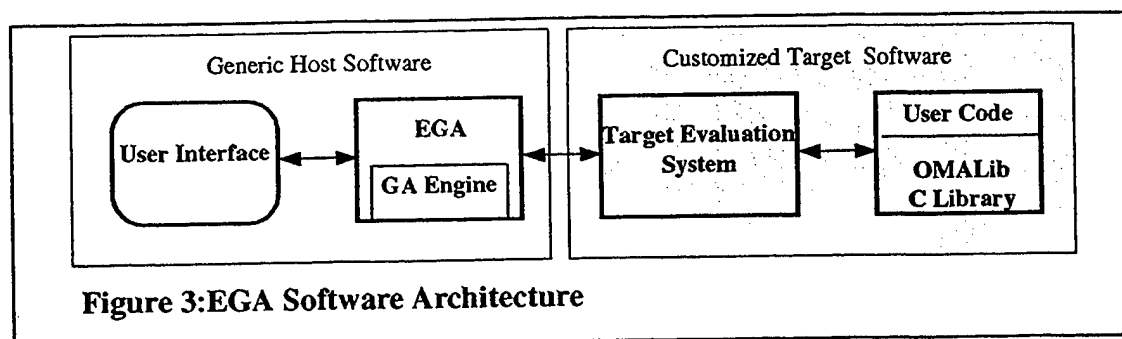 Generic Host Software
Customized Target Software
User Interface
EGA
GA Engine
Target Evaluation
System
User Code
OMALib
C Library
Figure 3:EGA Software Architecture